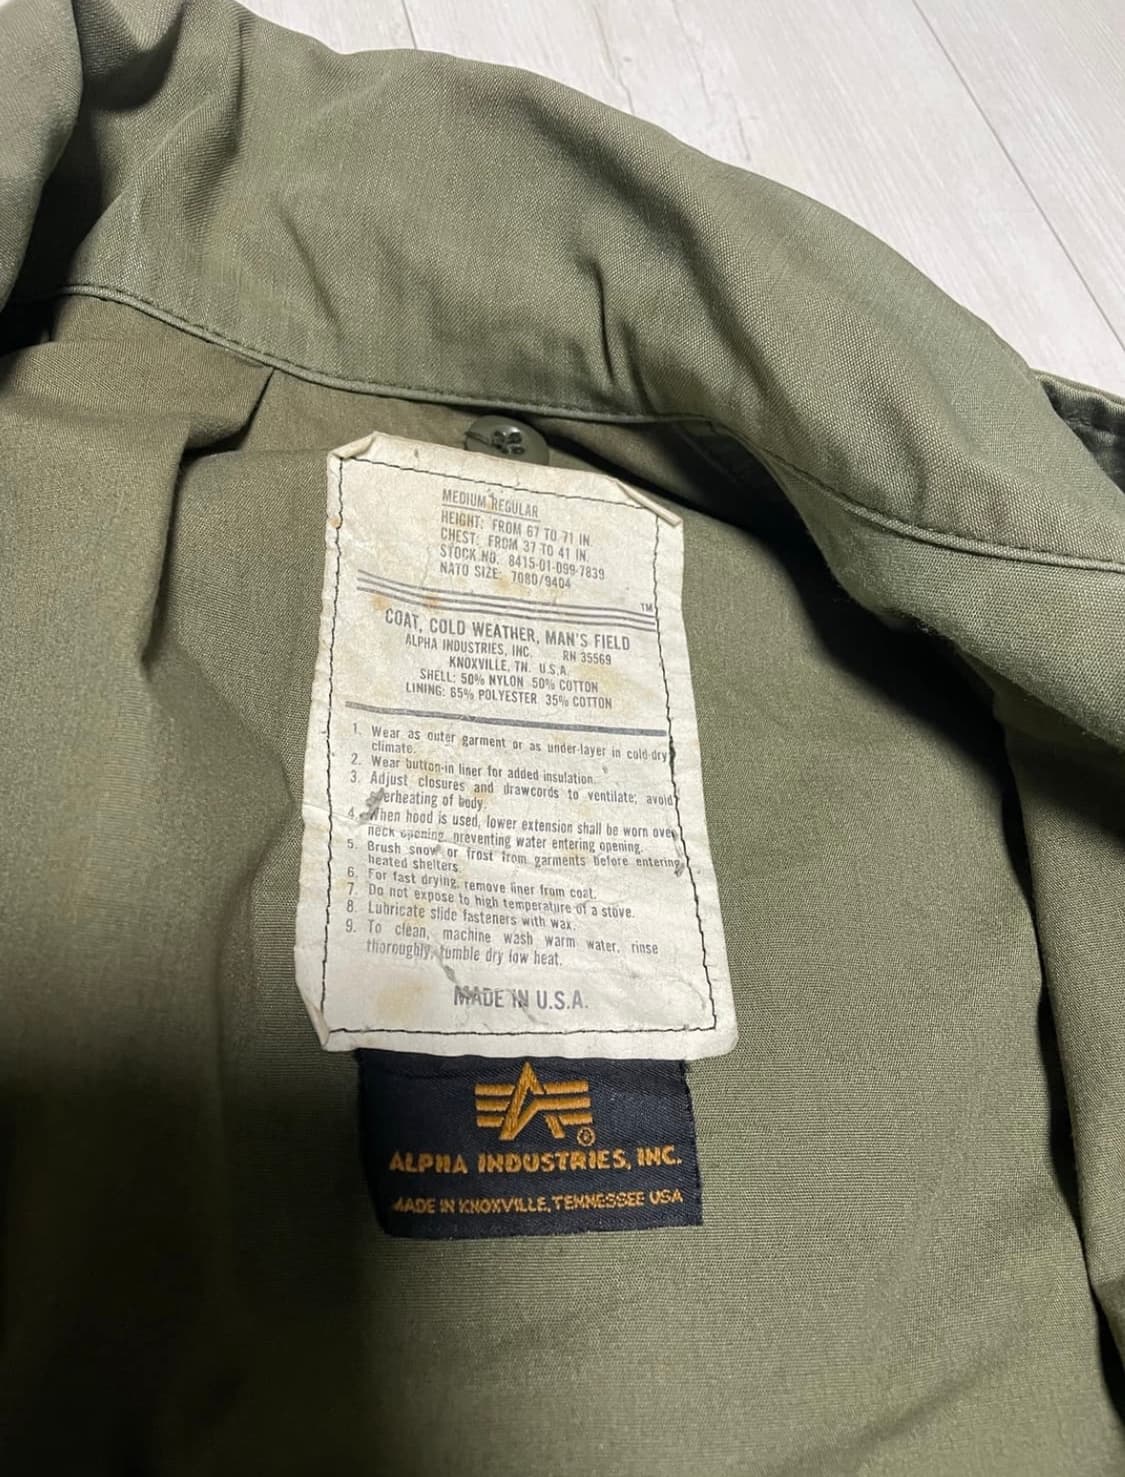 MEDIUM REGULAR
HEIGHT: FROM 67 TO 71 IN.
CHEST: FROM 37 TO 41 IN.
STOCK NO. 8415-01-099-7839
NATO SIZE: 7080/9404
TM
COAT, COLD WEATHER, MAN'S FIELD
ALPHA INDUSTRIES, INC. RN 35569
KNOXVILLE, TN. U.S.A.
SHELL: 50% NYLON 50% COTTON
LINING: 65% POLYESTER 35% COTTON
1. Wear as outer garment or as under-layer in cold-dry
climate.
2. Wear button-in liner for added insulation.
3. Adjust closures and drawcords to ventilate; avoid
overheating of body.
4. When hood is used, lower extension shall be worn over
neck opening, preventing water entering opening.
5. Brush snow or frost from garments before entering
heated shelters.
6. For fast drying, remove liner from coat.
7. Do not expose to high temperature of a stove.
8. Lubricate slide fasteners with wax.
9. To clean, machine wash warm water, rinse
thoroughly, tumble dry low heat.
MADE IN U.S.A.
®
ALPHA INDUSTRIES, INC.
MADE IN KNOXVILLE, TENNESSEE USA